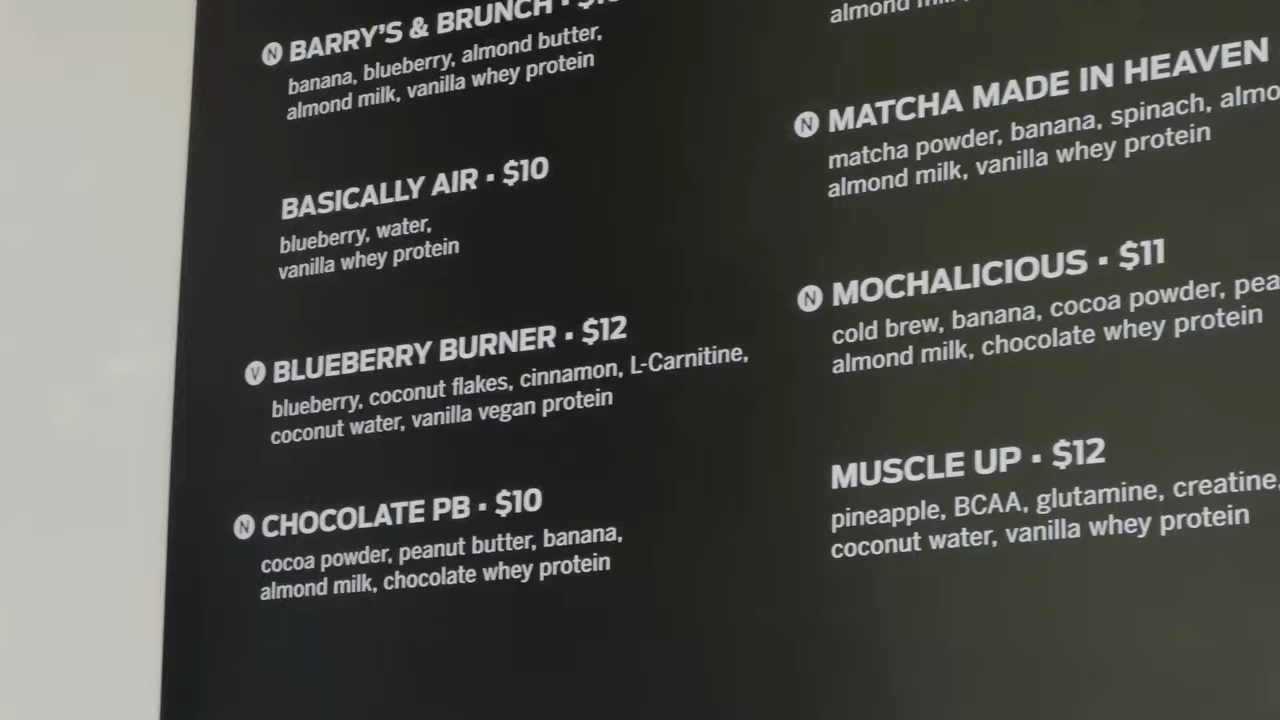 N BARRY'S & BRUNCH
banana, blueberry, almond butter,
almond milk, vanilla whey protein
BASICALLY AIR · $10
blueberry, water,
vanilla whey protein
V BLUEBERRY BURNER · $12
blueberry, coconut flakes, cinnamon, L-Carnitine,
coconut water, vanilla vegan protein
N CHOCOLATE PB · $10
cocoa powder, peanut butter, banana,
almond milk, chocolate whey protein
almond
N MATCHA MADE IN HEAVEN
matcha powder, banana, spinach,
almond milk, vanilla whey protein
N MOCHALICIOUS · $11
cold brew, banana, cocoa powder,
almond milk, chocolate whey protein
MUSCLE UP · $12
pineapple, BCAA, glutamine, creatine,
coconut water, vanilla whey protein